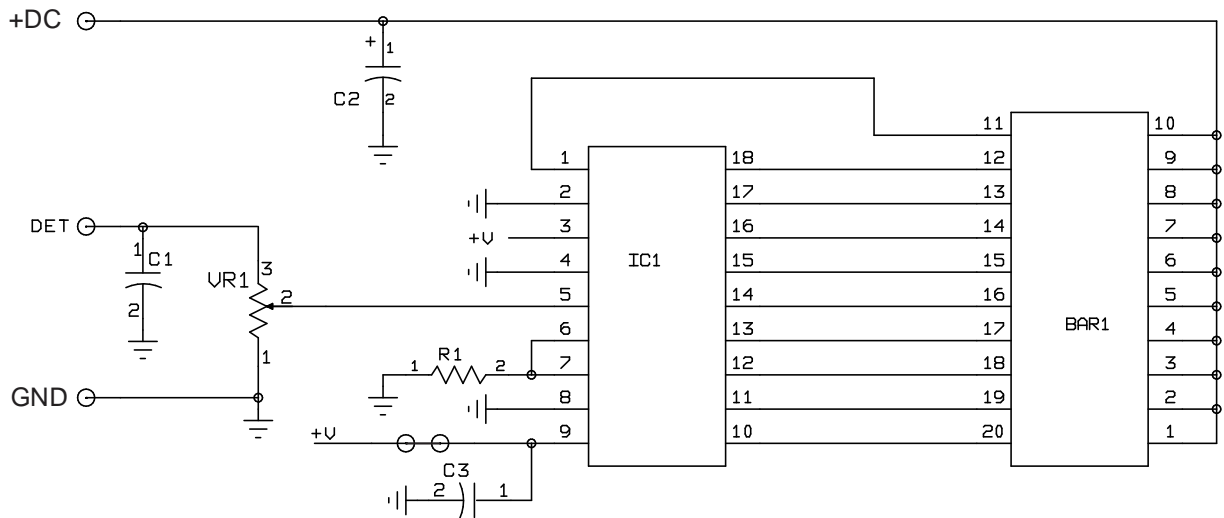 +DC
+ 1
C2 2
11 10
1 18 12 9
2 17 13 8
DET
+V 3 16 14 7
1 C1
IC1
3 4 15 15 6
VR1
2 2 5 14 16 5
BAR1
6 13 17 4
R1
1 1 2 7 12 18 3
GND
8 11 19 2
+V 9 10 20 1
C3
2 1